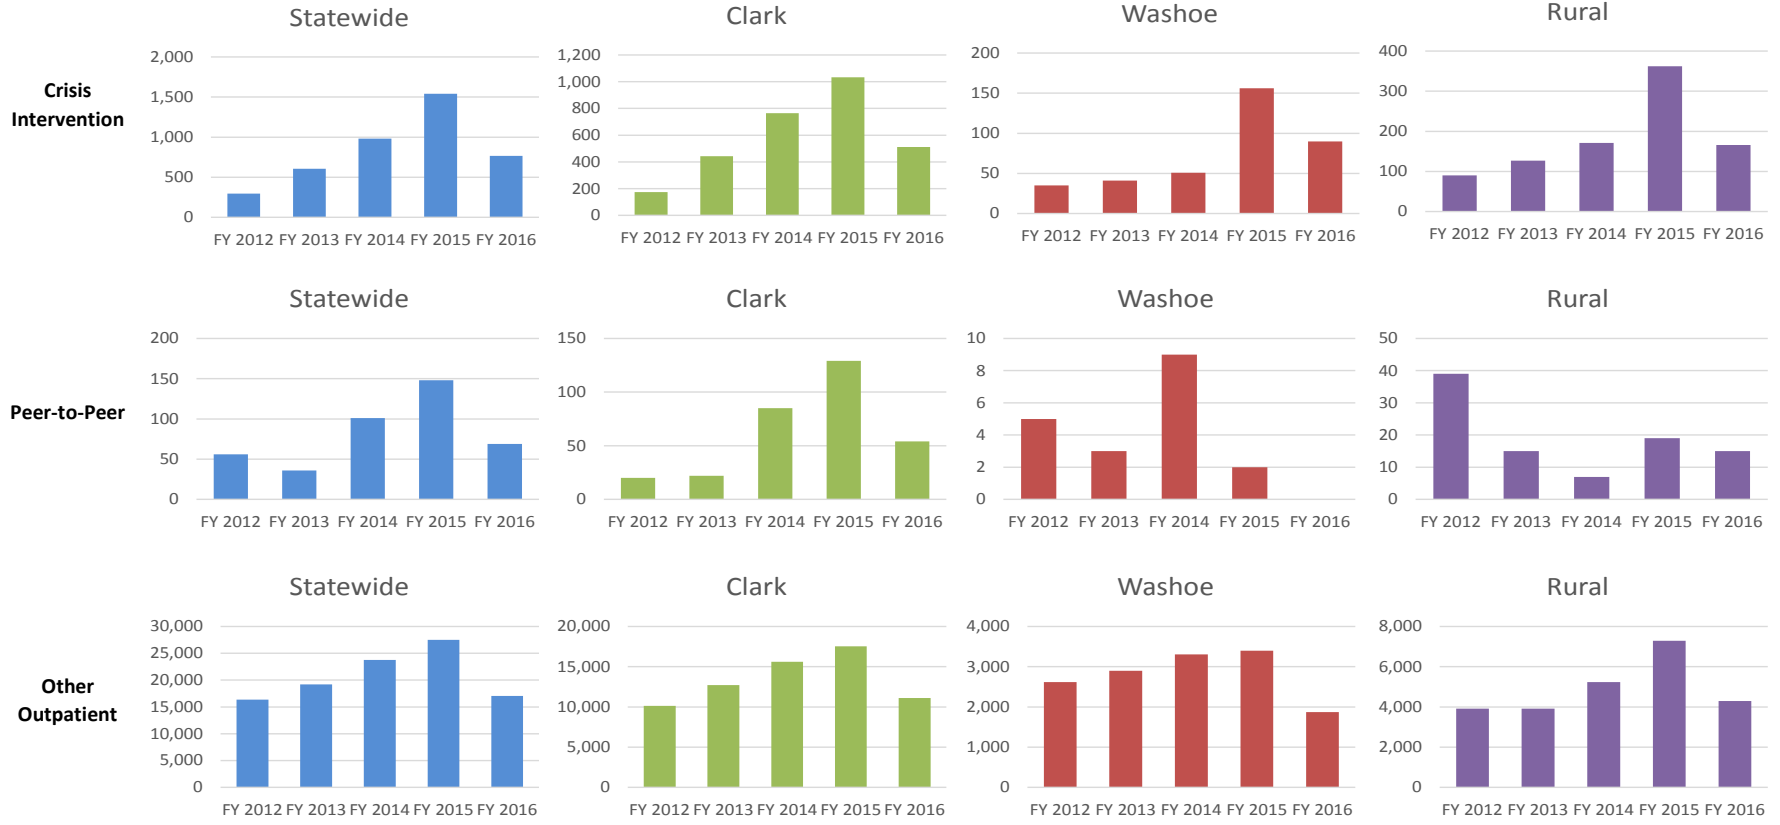 Statewide
Clark
Washoe
Rural
Crisis
Intervention
2,000
1,500
1,000
500
0
FY 2012 FY 2013 FY 2014 FY 2015 FY 2016
1,200
1,000
800
600
400
200
0
FY 2012 FY 2013 FY 2014 FY 2015 FY 2016
200
150
100
50
0
FY 2012 FY 2013 FY 2014 FY 2015 FY 2016
400
300
200
100
0
FY 2012 FY 2013 FY 2014 FY 2015 FY 2016
Statewide
Clark
Washoe
Rural
Peer-to-Peer
200
150
100
50
0
FY 2012 FY 2013 FY 2014 FY 2015 FY 2016
150
100
50
0
FY 2012 FY 2013 FY 2014 FY 2015 FY 2016
10
8
6
4
2
0
FY 2012 FY 2013 FY 2014 FY 2015 FY 2016
50
40
30
20
10
0
FY 2012 FY 2013 FY 2014 FY 2015 FY 2016
Statewide
Clark
Washoe
Rural
Other
Outpatient
30,000
25,000
20,000
15,000
10,000
5,000
0
FY 2012 FY 2013 FY 2014 FY 2015 FY 2016
20,000
15,000
10,000
5,000
0
FY 2012 FY 2013 FY 2014 FY 2015 FY 2016
4,000
3,000
2,000
1,000
0
FY 2012 FY 2013 FY 2014 FY 2015 FY 2016
8,000
6,000
4,000
2,000
0
FY 2012 FY 2013 FY 2014 FY 2015 FY 2016